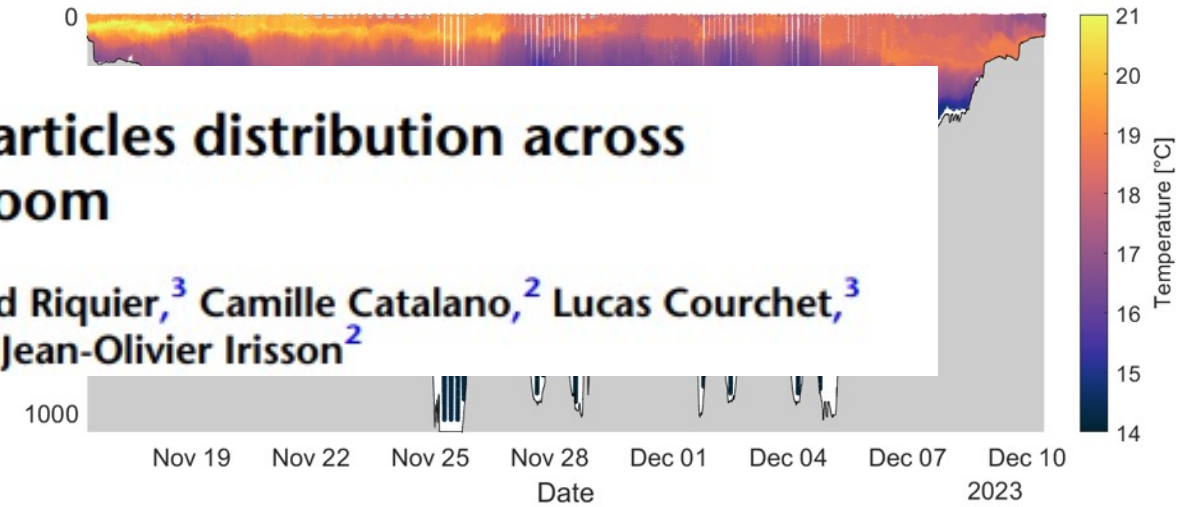 0
articles distribution across
oom
d Riquier,3 Camille Catalano,2 Lucas Courchet,3
Jean-Olivier Irisson2
1000
Nov 19 Nov 22 Nov 25 Nov 28 Dec 01 Dec 04 Dec 07 Dec 10
Date
2023
21
20
19
18
17
16
15
14
Temperature [°C]